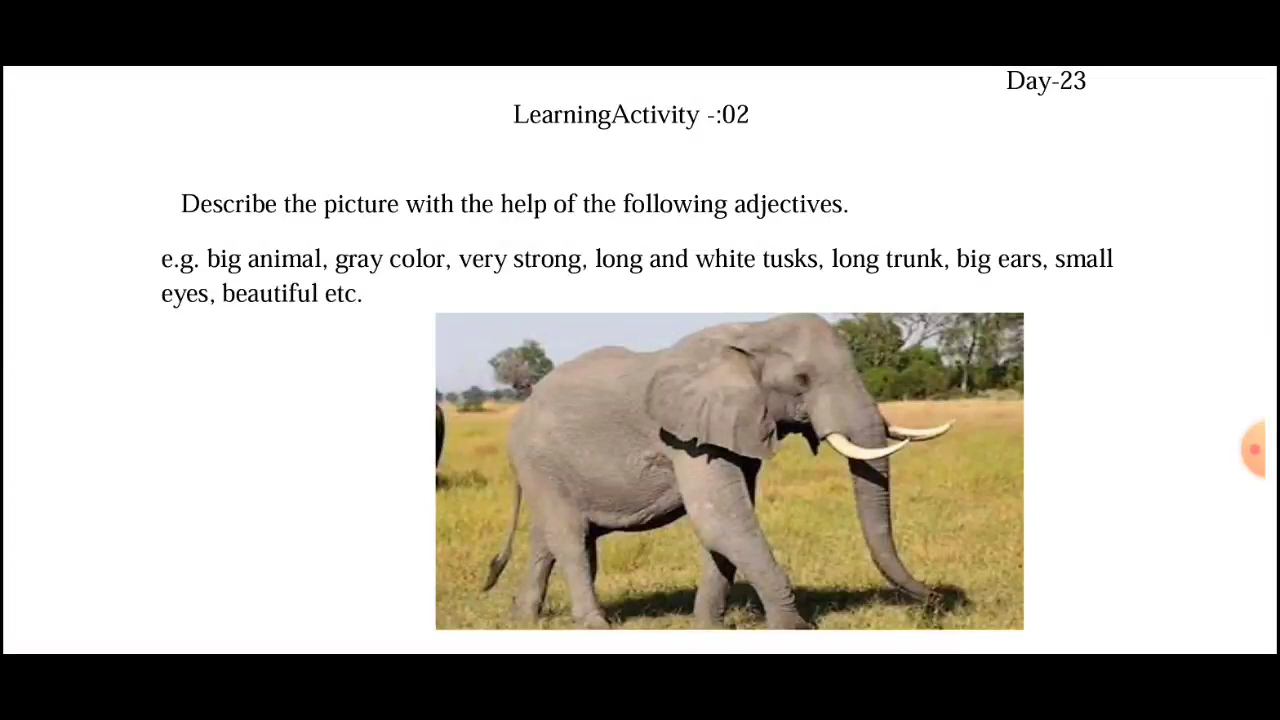 Day-23
LearningActivity -:02
Describe the picture with the help of the following adjectives.
e.g. big animal, gray color, very strong, long and white tusks, long trunk, big ears, small
eyes, beautiful etc.